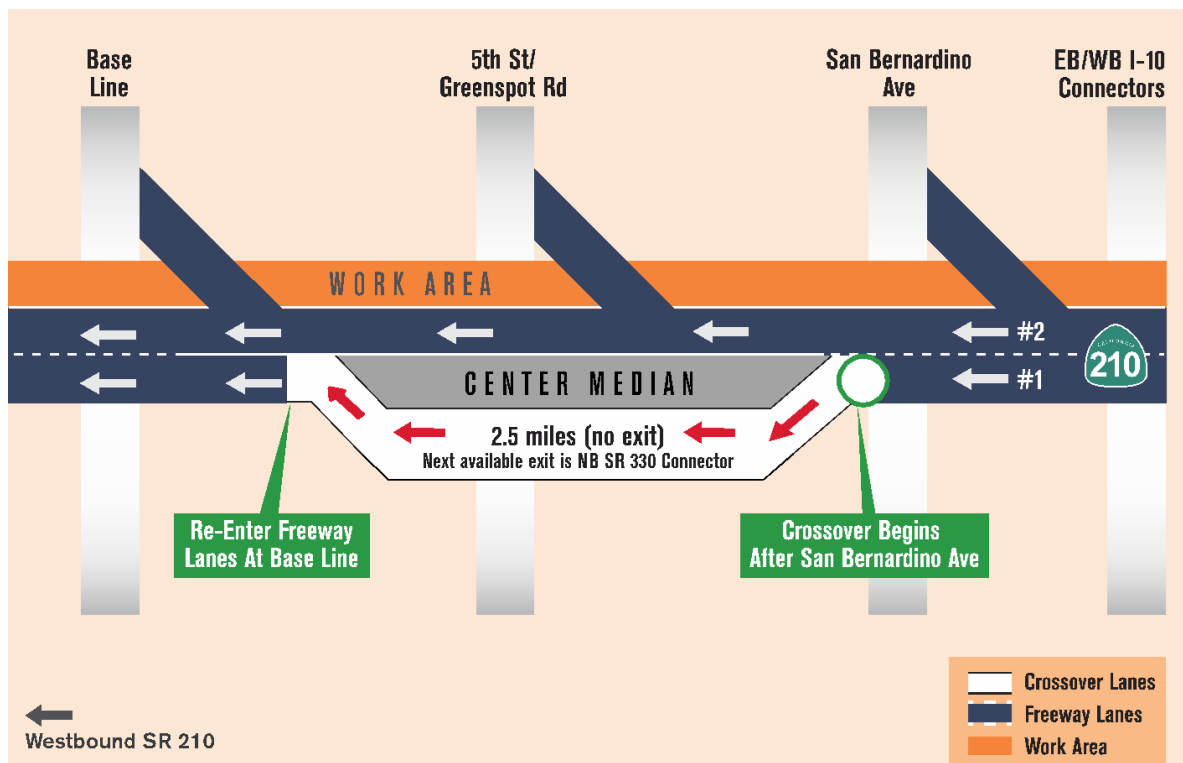 Base
Line
5th St/
Greenspot Rd
San Bernardino
Ave
EB/WB I-10
Connectors
WORK AREA
#2
CALIFORNIA
210
#1
CENTER MEDIAN
2.5 miles (no exit)
Next available exit is NB SR 330 Connector
Re-Enter Freeway
Lanes At Base Line
Crossover Begins
After San Bernardino Ave
Crossover Lanes
Freeway Lanes
Work Area
Westbound SR 210